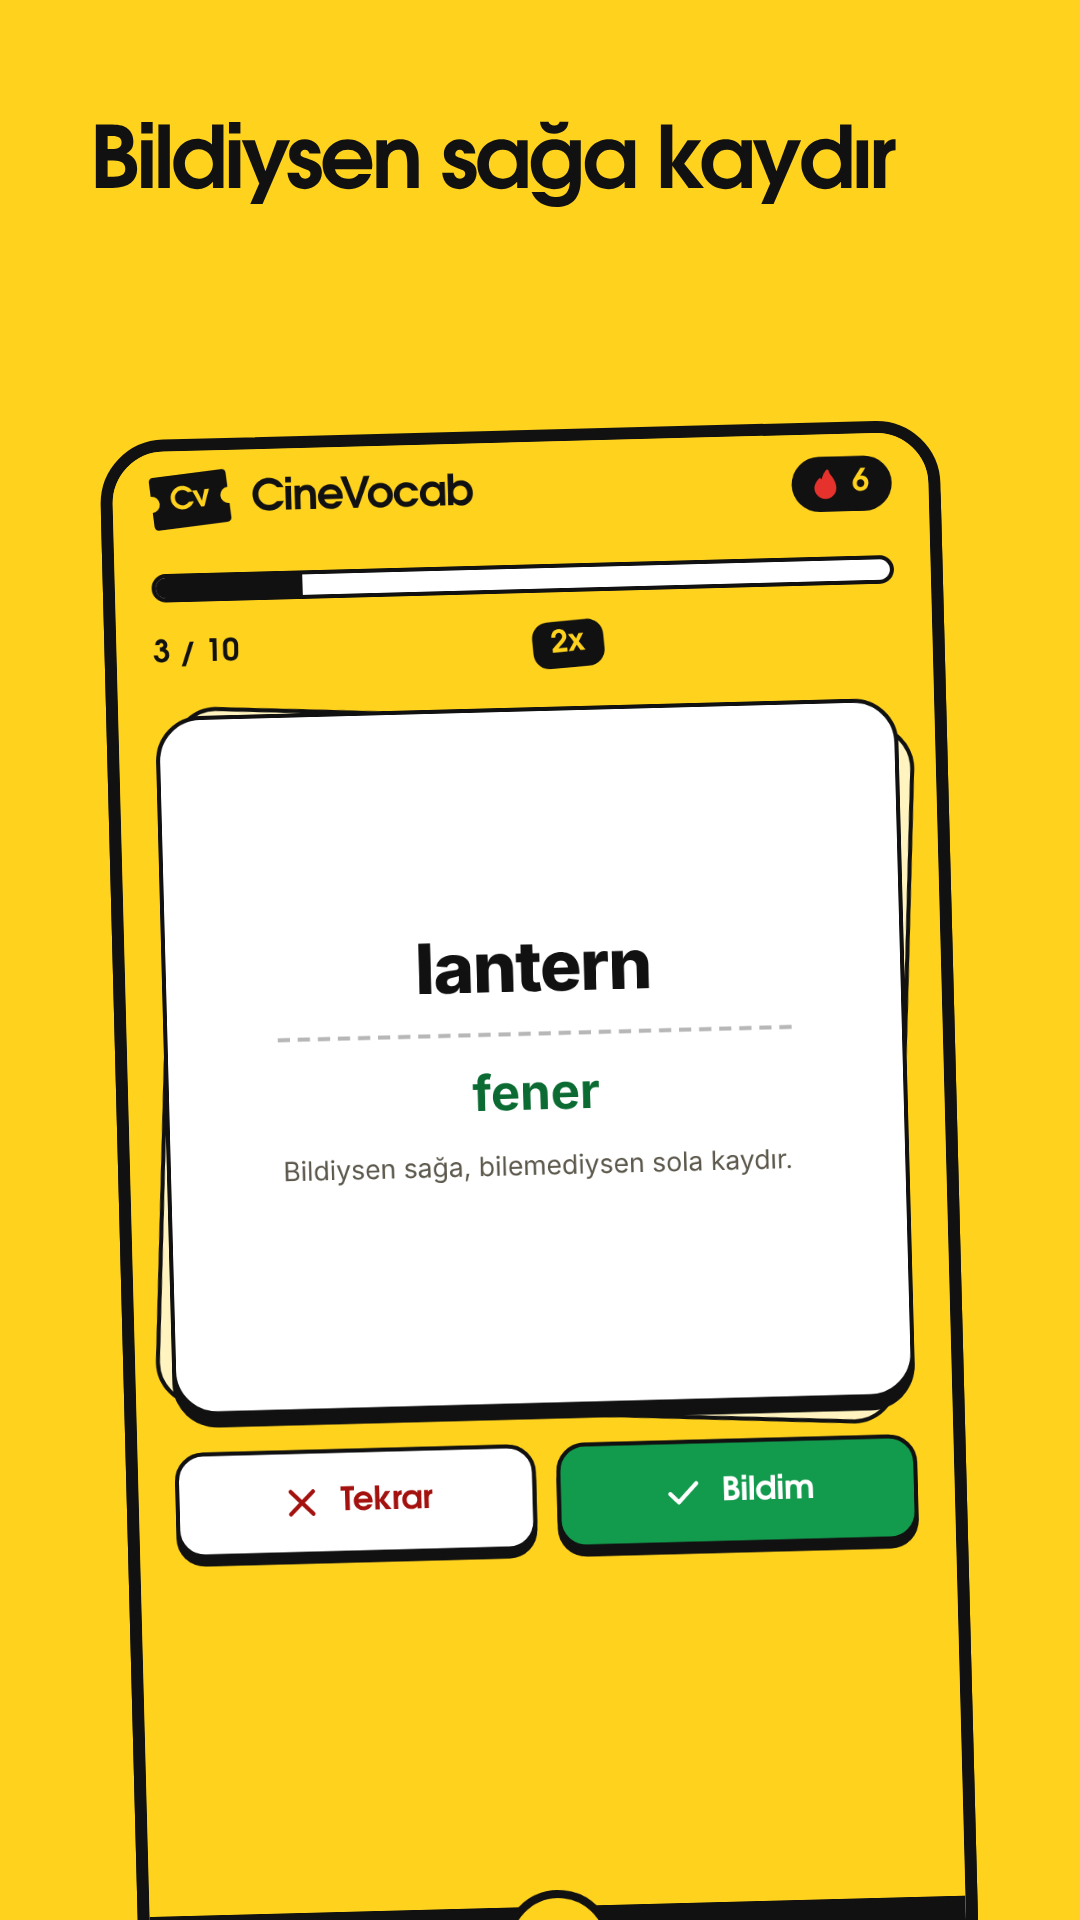 Bildiysen sağa kaydır
Cv CineVocab 6
3 / 10 2x
lantern
fener
Bildiysen sağa, bilemediysen sola kaydır.
Tekrar Bildim